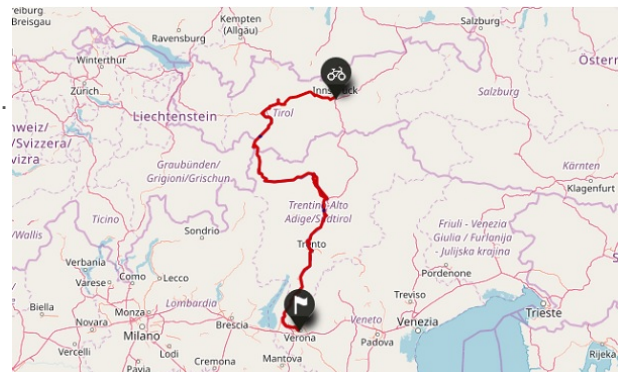 eiburg
Breisgau
Kempten
(Allgäu)
Salzburg
Ravensburg
Winterthur
Zürich
Innsbruck
Österr
Salzburg
Tirol
Liechtenstein
hweiz/
/Svizzera/
vizra
Graubünden/
Grigioni/Grischun
Kärnten
Klagenfurt
Trentino-Alto
Adige/Südtirol
Ticino
/Wallis
Sondrio
Friuli - Venezia
Giulia / Furlanija
- Julijska krajina
Trento
Como
Lecco
Varese
Pordenone
Biella
Monza
Lombardia
Treviso
Novara
Milano
Brescia
Veneto
Venezia
Trieste
Verona
Padova
Vercelli
Lodi
Cremona
Mantova
Rijeka
Pavia